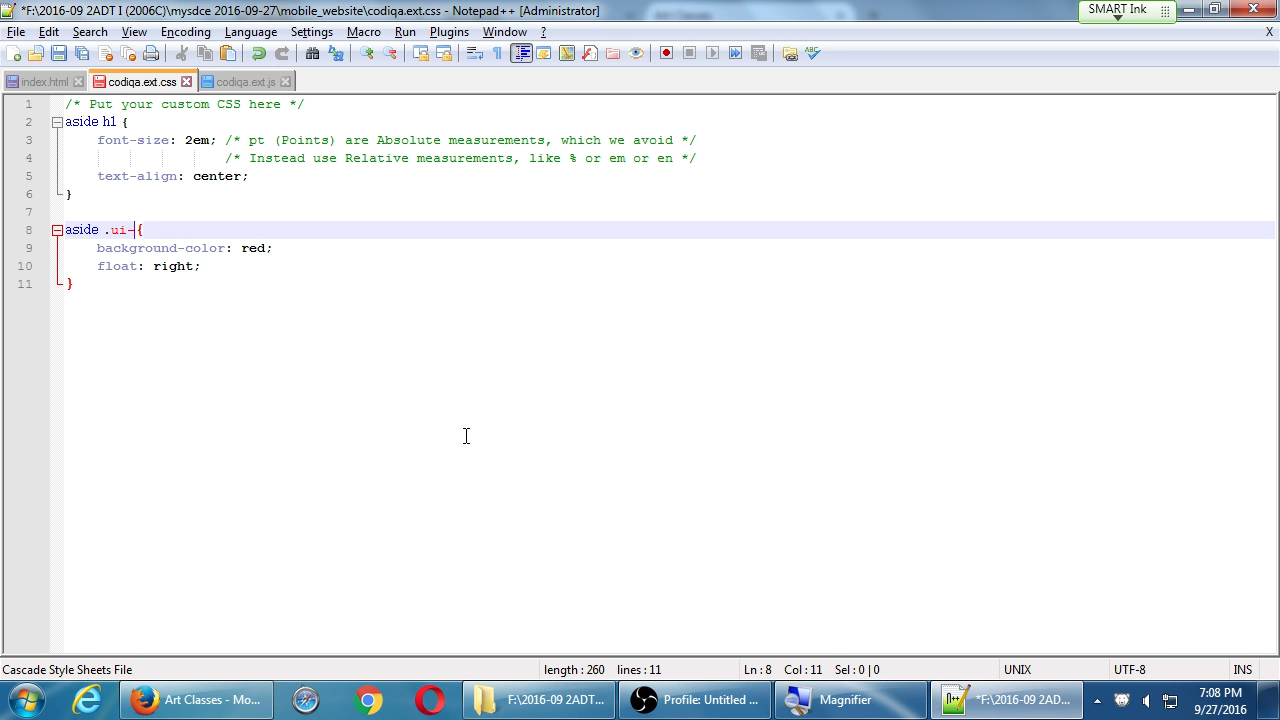 *F:\2016-09 2ADT I (2006C)\mysdce 2016-09-27\mobile_website\codiqa.ext.css - Notepad++ [Administrator]
SMART Ink
File Edit Search View Encoding Language Settings Macro Run Plugins Window ? X
index.html codiqa.ext.css codiqa.ext.js
1 /* Put your custom CSS here */
2 aside h1 {
3 font-size: 2em; /* pt (Points) are Absolute measurements, which we avoid */
4 /* Instead use Relative measurements, like % or em or en */
5 text-align: center;
6 }
7
8 aside .ui-{
9 background-color: red;
10 float: right;
11 }
Cascade Style Sheets File length : 260 lines : 11 Ln : 8 Col : 11 Sel : 0 | 0 UNIX UTF-8 INS
Art Classes - Mo... F:\2016-09 2ADT... Profile: Untitled ... Magnifier *F:\2016-09 2AD... 7:08 PM
9/27/2016